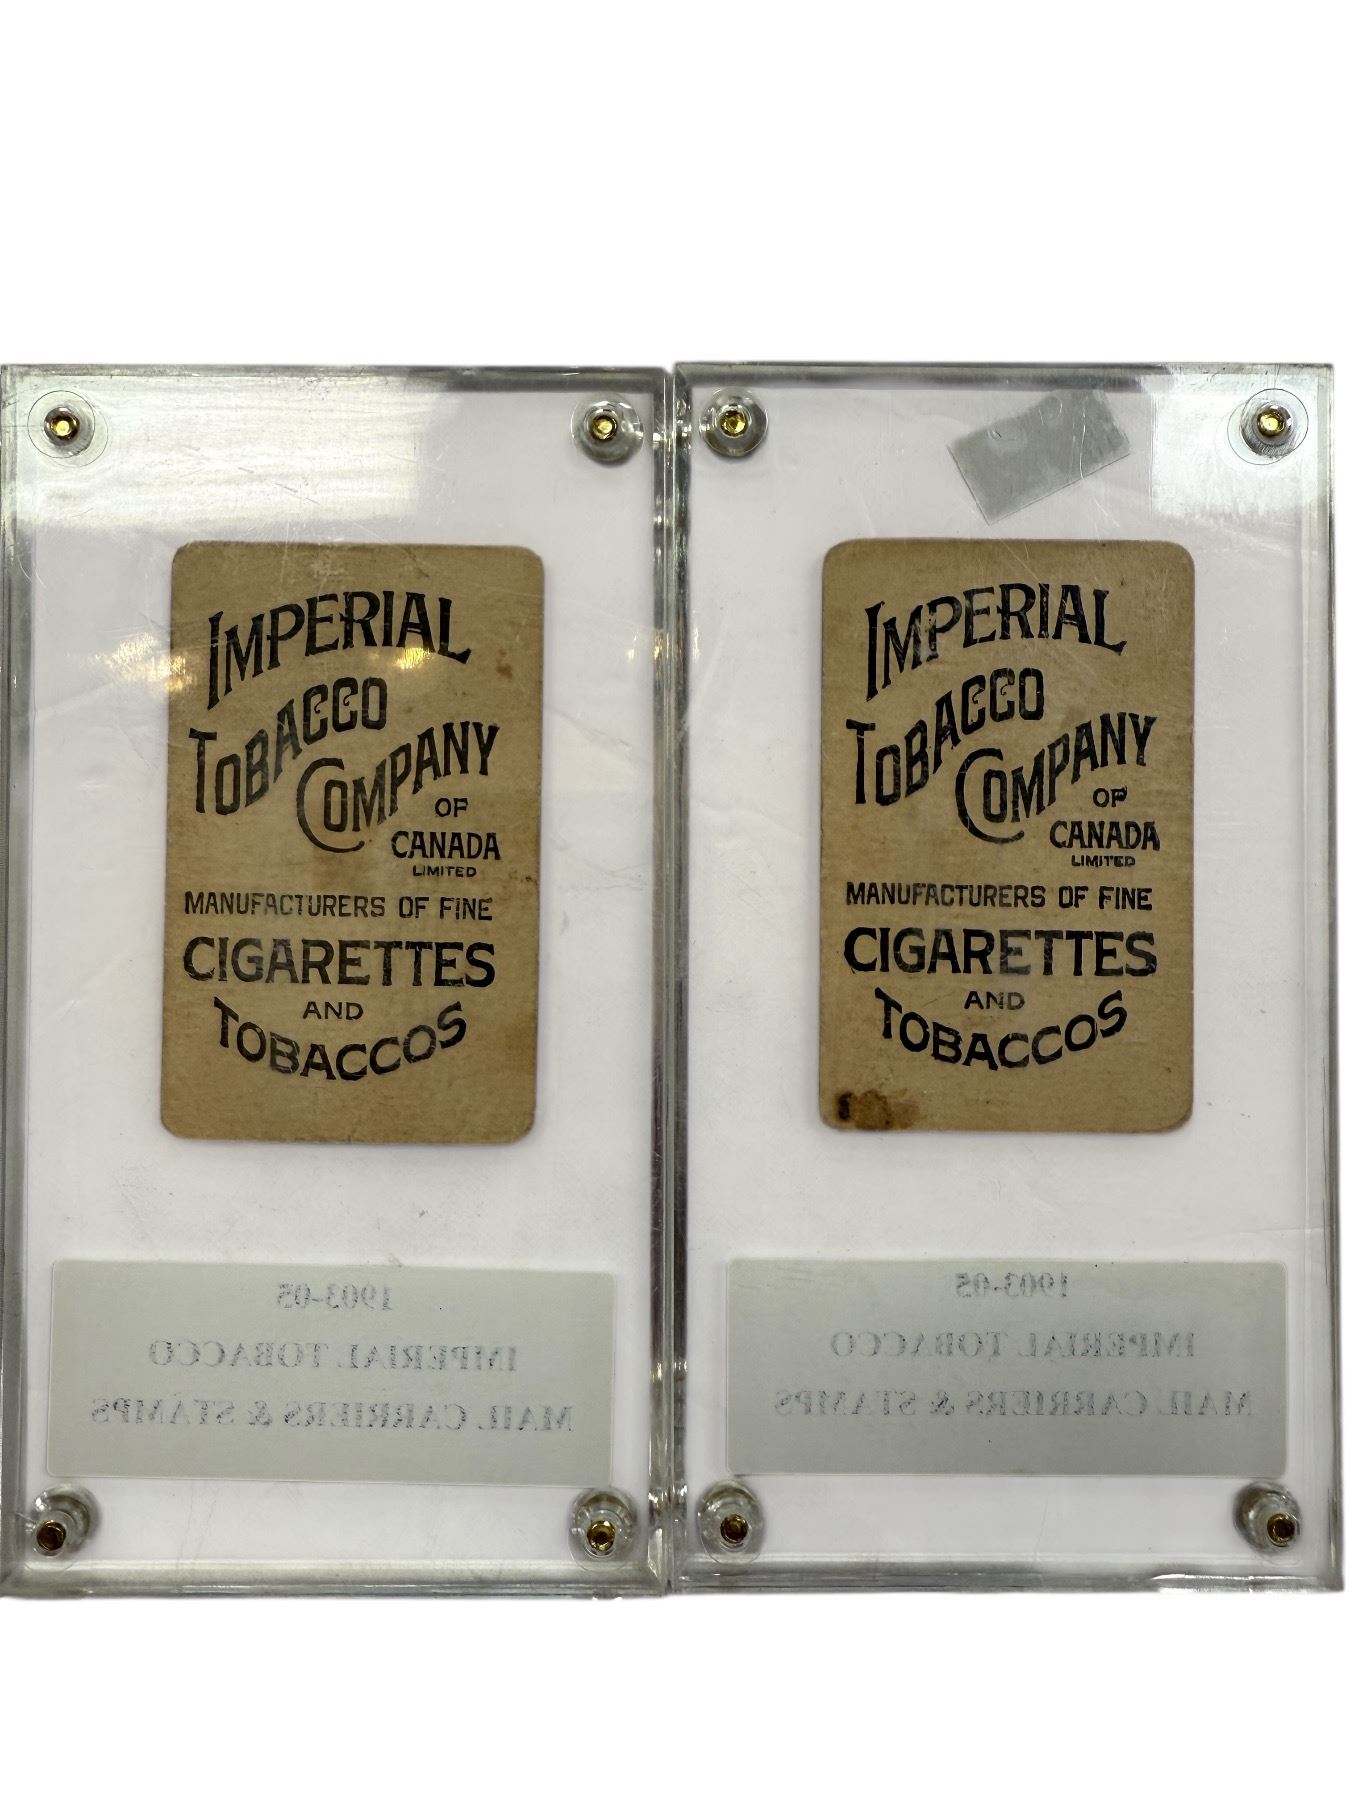 IMPERIAL
TOBACCO
COMPANY
OF
CANADA
LIMITED
MANUFACTURERS OF FINE
CIGARETTES
AND
TOBACCOS
1903-05
IMPERIAL TOBACCO
MAIL CARRIERS & STAMPS
IMPERIAL
TOBACCO
COMPANY
OF
CANADA
LIMITED
MANUFACTURERS OF FINE
CIGARETTES
AND
TOBACCOS
1903-05
IMPERIAL TOBACCO
MAIL CARRIERS & STAMPS